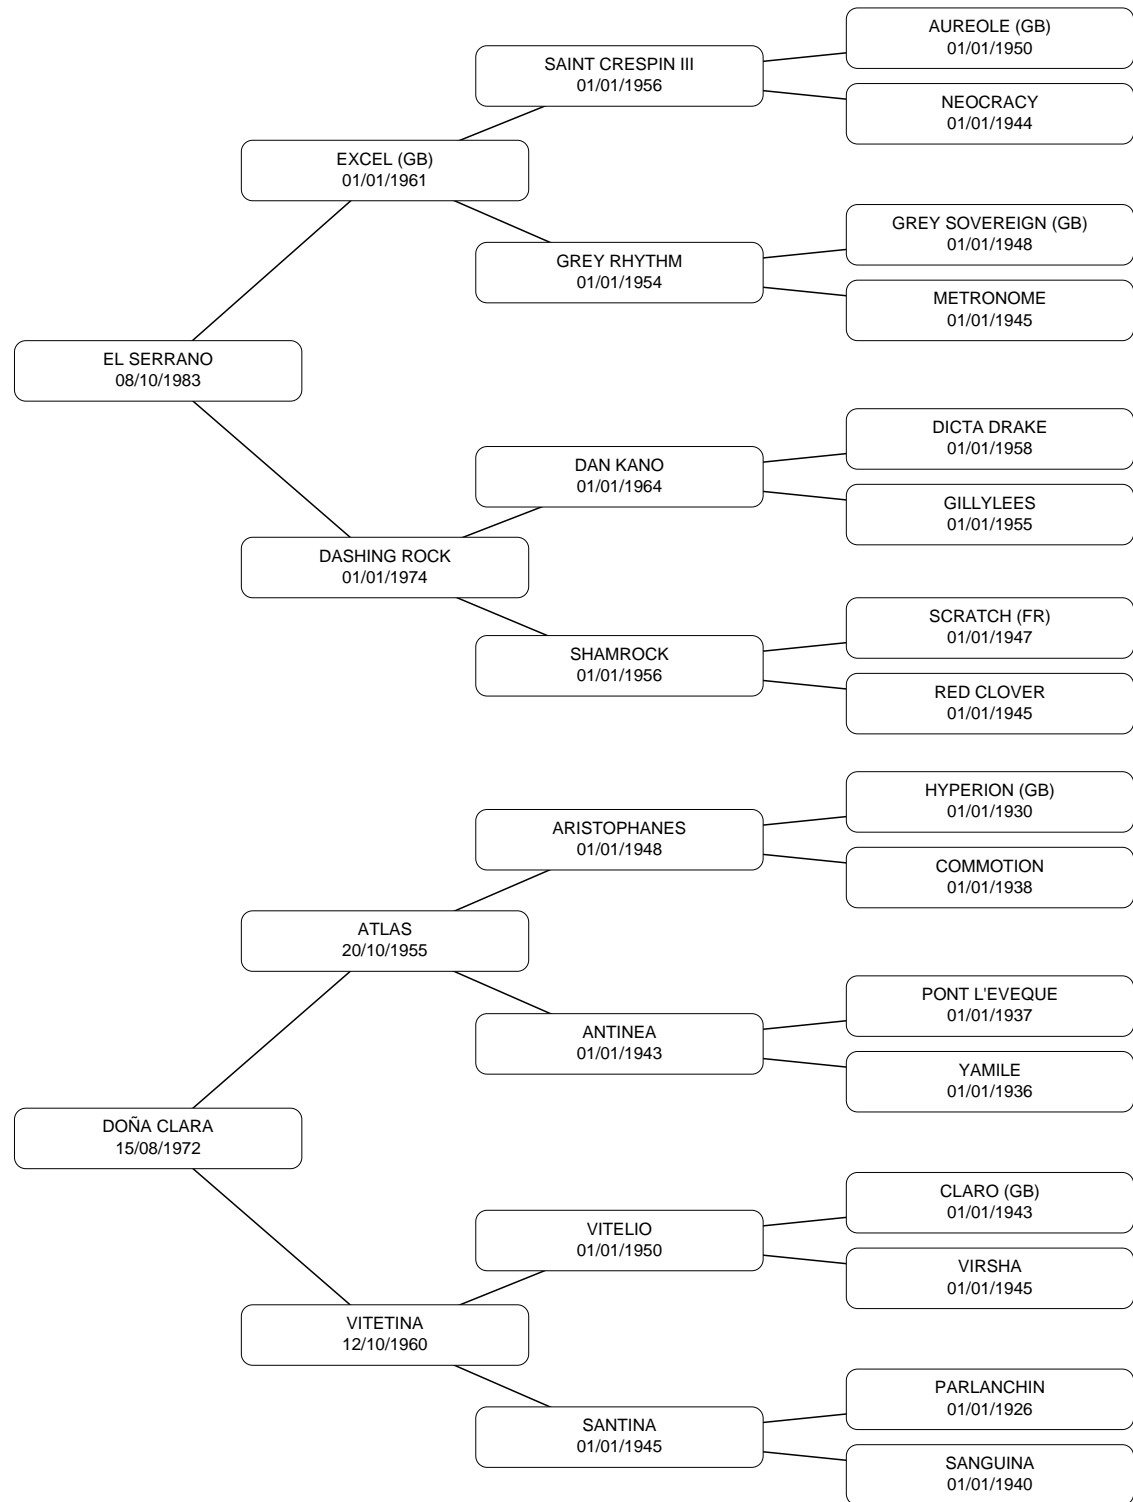 AUREOLE (GB)
01/01/1950
SAINT CRESPIN III
01/01/1956
NEOCRACY
01/01/1944
EXCEL (GB)
01/01/1961
GREY SOVEREIGN (GB)
01/01/1948
GREY RHYTHM
01/01/1954
METRONOME
01/01/1945
EL SERRANO
08/10/1983
DICTA DRAKE
01/01/1958
DAN KANO
01/01/1964
GILLYLEES
01/01/1955
DASHING ROCK
01/01/1974
SCRATCH (FR)
01/01/1947
SHAMROCK
01/01/1956
RED CLOVER
01/01/1945
HYPERION (GB)
01/01/1930
ARISTOPHANES
01/01/1948
COMMOTION
01/01/1938
ATLAS
20/10/1955
PONT L'EVEQUE
01/01/1937
ANTINEA
01/01/1943
YAMILE
01/01/1936
DOÑA CLARA
15/08/1972
CLARO (GB)
01/01/1943
VITELIO
01/01/1950
VIRSHA
01/01/1945
VITETINA
12/10/1960
PARLANCHIN
01/01/1926
SANTINA
01/01/1945
SANGUINA
01/01/1940